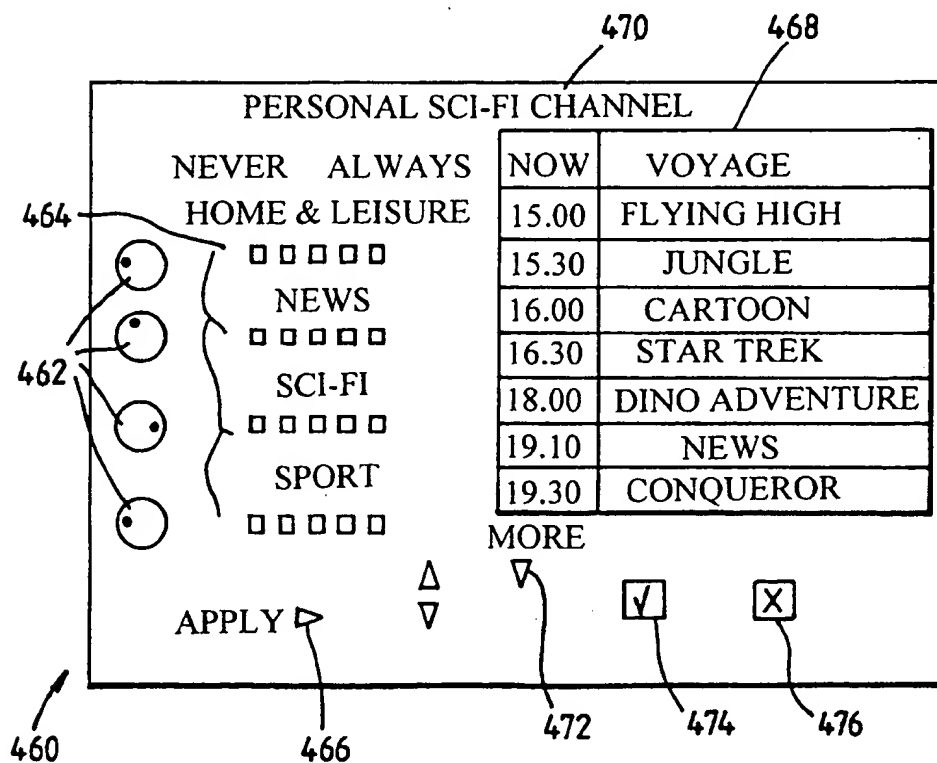 470 468
PERSONAL SCI-FI CHANNEL
NEVER ALWAYS
HOME & LEISURE
464
NEWS
SCI-FI
462
SPORT
NOW VOYAGE
15.00 FLYING HIGH
15.30 JUNGLE
16.00 CARTOON
16.30 STAR TREK
18.00 DINO ADVENTURE
19.10 NEWS
19.30 CONQUEROR
MORE
APPLY
√ X
460 466 472 474 476